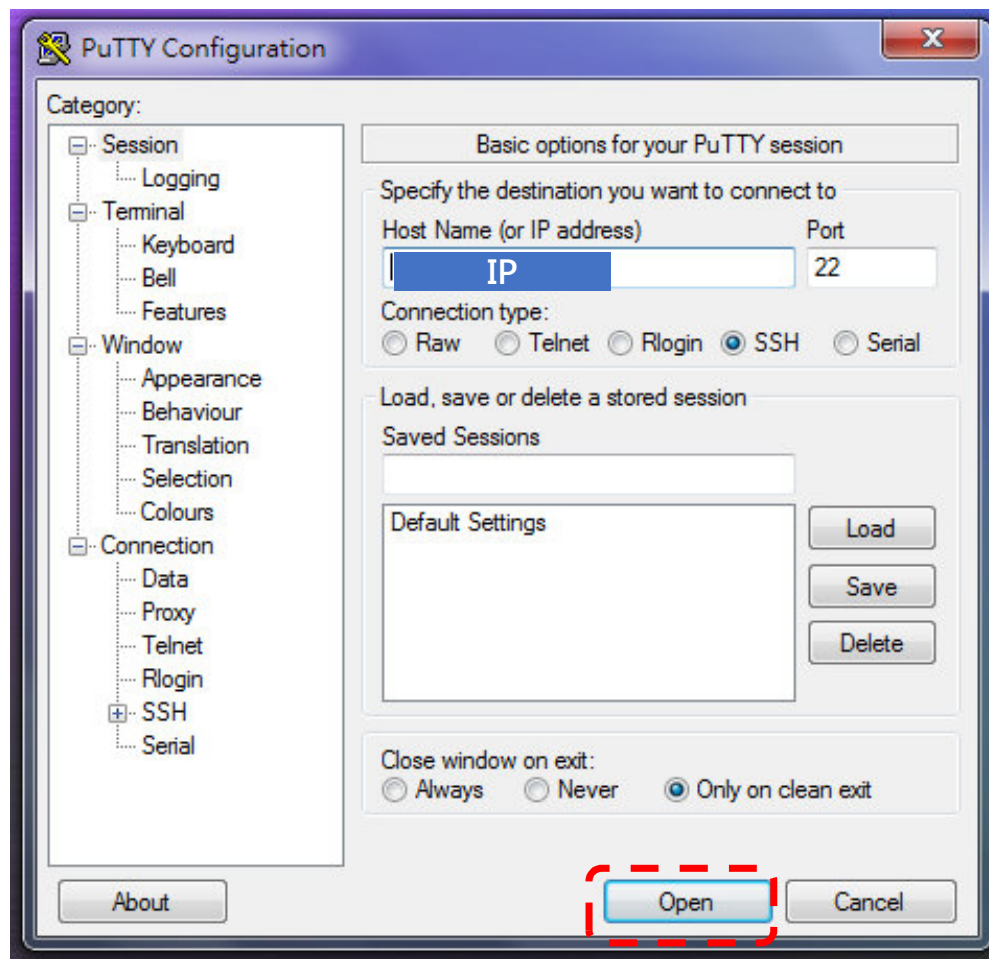 PuTTY Configuration
Category:
Session
Logging
Terminal
Keyboard
Bell
Features
Window
Appearance
Behaviour
Translation
Selection
Colours
Connection
Data
Proxy
Telnet
Rlogin
SSH
Serial
Basic options for your PuTTY session
Specify the destination you want to connect to
Host Name (or IP address) Port
IP 22
Connection type:
Raw Telnet Rlogin SSH Serial
Load, save or delete a stored session
Saved Sessions
Default Settings
Load
Save
Delete
Close window on exit:
Always Never Only on clean exit
About Open Cancel